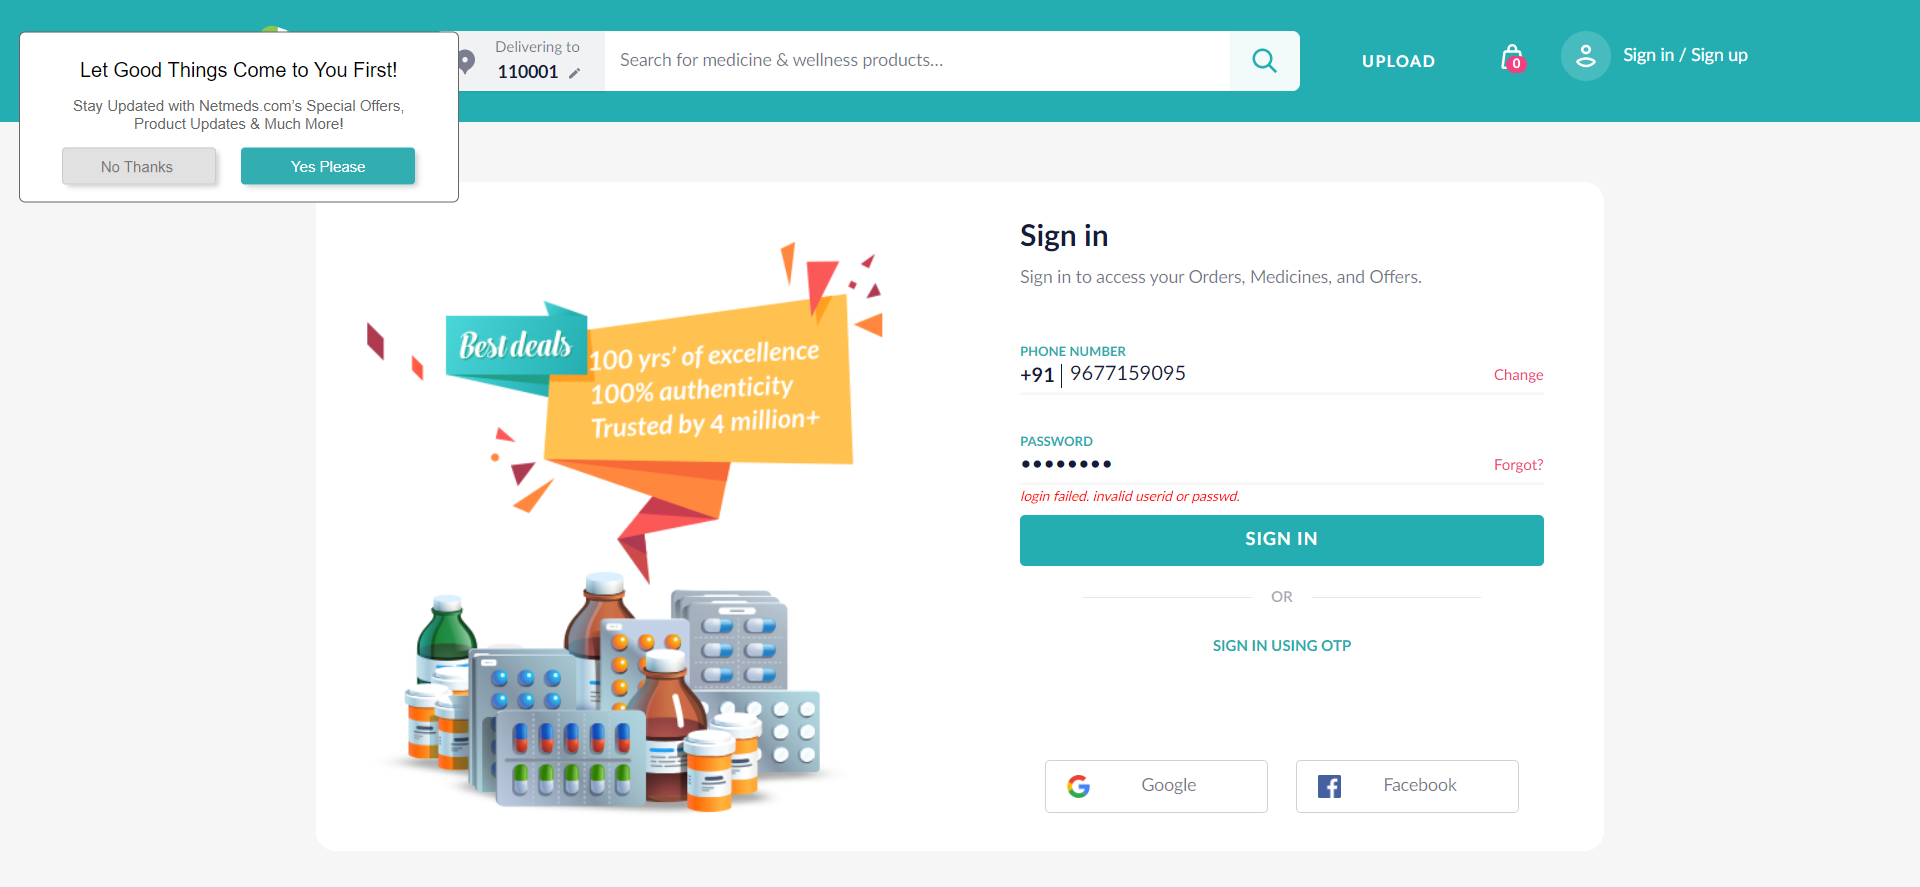 Let Good Things Come to You First!
Stay Updated with Netmeds.com's Special Offers,
Product Updates & Much More!
No Thanks
Yes Please
Delivering to
110001
Search for medicine & wellness products...
UPLOAD
0
Sign in / Sign up
Best deals
100 yrs' of excellence
100% authenticity
Trusted by 4 million+
Sign in
Sign in to access your Orders, Medicines, and Offers.
PHONE NUMBER
+91 9677159095
Change
PASSWORD
••••••••
Forgot?
login failed. invalid userid or passwd.
SIGN IN
OR
SIGN IN USING OTP
Google
Facebook